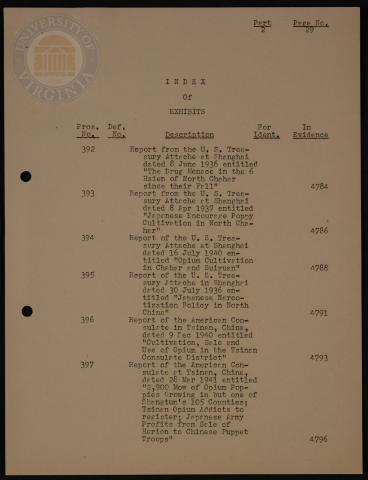 UNIVERSITY OF VIRGINIA
Part Page No.
2 29
INDEX
Of
EXHIBITS
Pros. Def. For In
No. No. Description Ident. Evidence
392 Report from the U. S. Trea-
sury Attache at Shanghai
dated 8 June 1936 entitled
"The Drug Menace in the 6
Hsien of North Chahar
since their Fall" 4784
393 Report from the U. S. Trea-
sury Attache at Shanghai
dated 8 Apr 1937 entitled
"Japanese Encourage Poppy
Cultivation in North Cha-
har" 4786
394 Report of the U. S. Trea-
sury Attache at Shanghai
dated 16 July 1940 en-
titled "Opium Cultivation
in Chahar and Suiyuan" 4788
395 Report of the U. S. Trea-
sury Attache in Shanghai
dated 30 July 1936 en-
titled "Japanese Narco-
tization Policy in North
China" 4791
396 Report of the American Con-
sulate in Tsinan, China,
dated 9 Dec 1940 entitled
"Cultivation, Sale and
Use of Opium in the Tsinan
Consulate District" 4793
397 Report of the American Con-
sulate at Tsinan, China,
dated 28 Mar 1941 entitled
Mow of Opium Pop-
pies Growing in but one of
Shangtun's 105 Counties;
Tsinan Opium Addicts to
register; Japanese Army
Profits from Sale of
Herion to Chinese Puppet
Troops" 4796